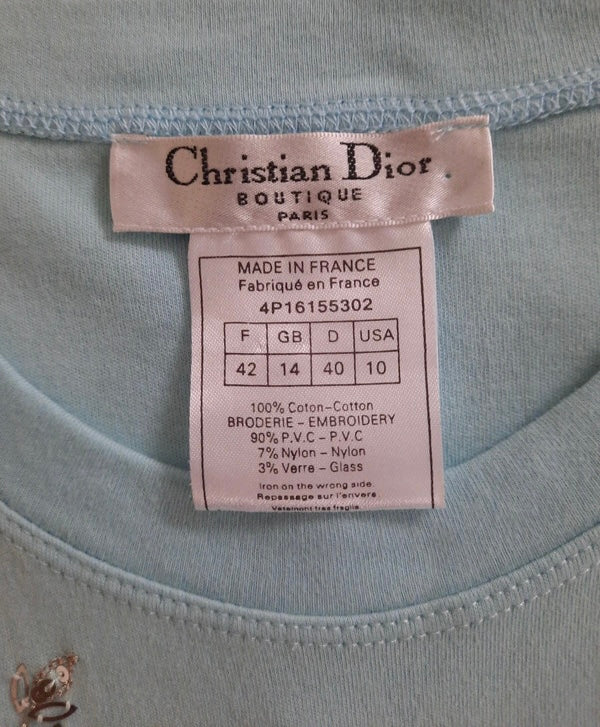 Christian Dior
BOUTIQUE
PARIS
MADE IN FRANCE
Fabriqué en France
4P16155302
F GB D USA
42 14 40 10
100% Coton-Cotton
BRODERIE - EMBROIDERY
90% P.V.C - P.V.C
7% Nylon - Nylon
3% Verre - Glass
Iron on the wrong side.
Repassage sur l'envers